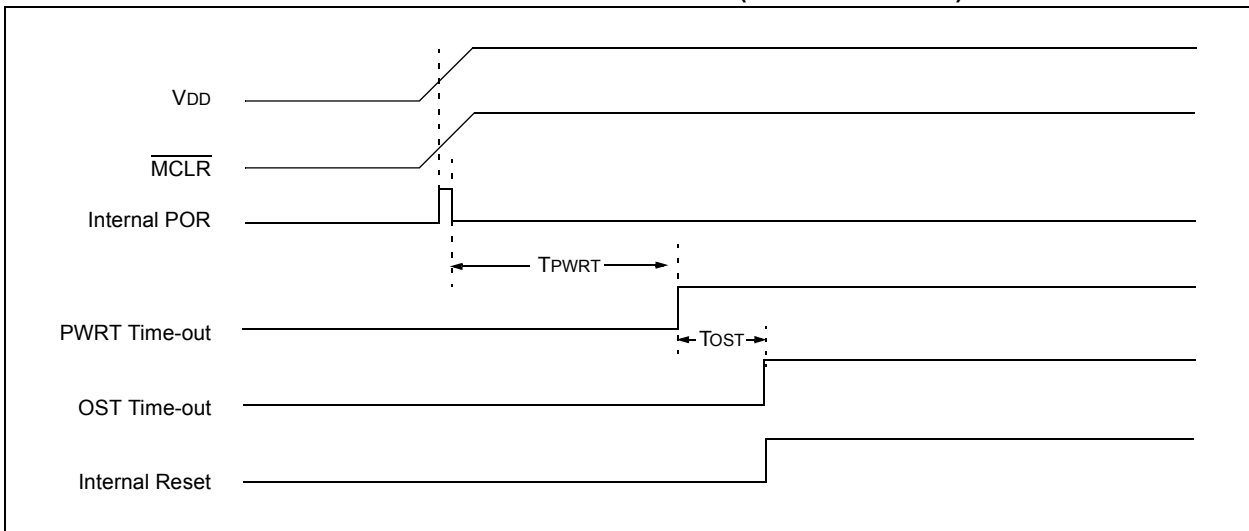 VDD
MCLR
Internal POR
TPWRT
PWRT Time-out
TOST
OST Time-out
Internal Reset